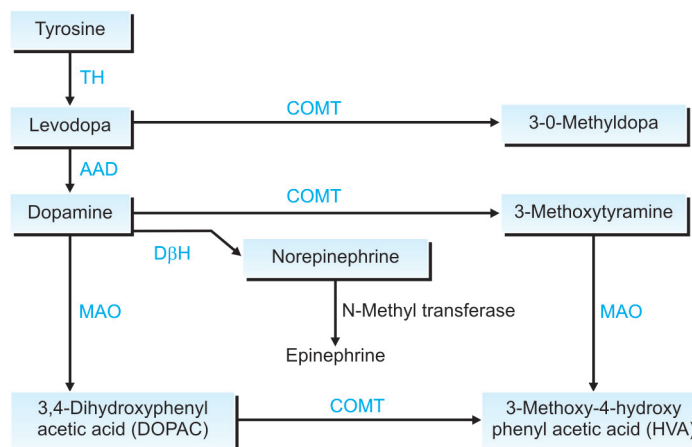 Tyrosine
TH
COMT
Levodopa
3-0-Methyldopa
AAD
COMT
Dopamine
3-Methoxytyramine
DβH
Norepinephrine
MAO
N-Methyl transferase
MAO
Epinephrine
3,4-Dihydroxyphenyl
acetic acid (DOPAC)
COMT
3-Methoxy-4-hydroxy
phenyl acetic acid (HVA)